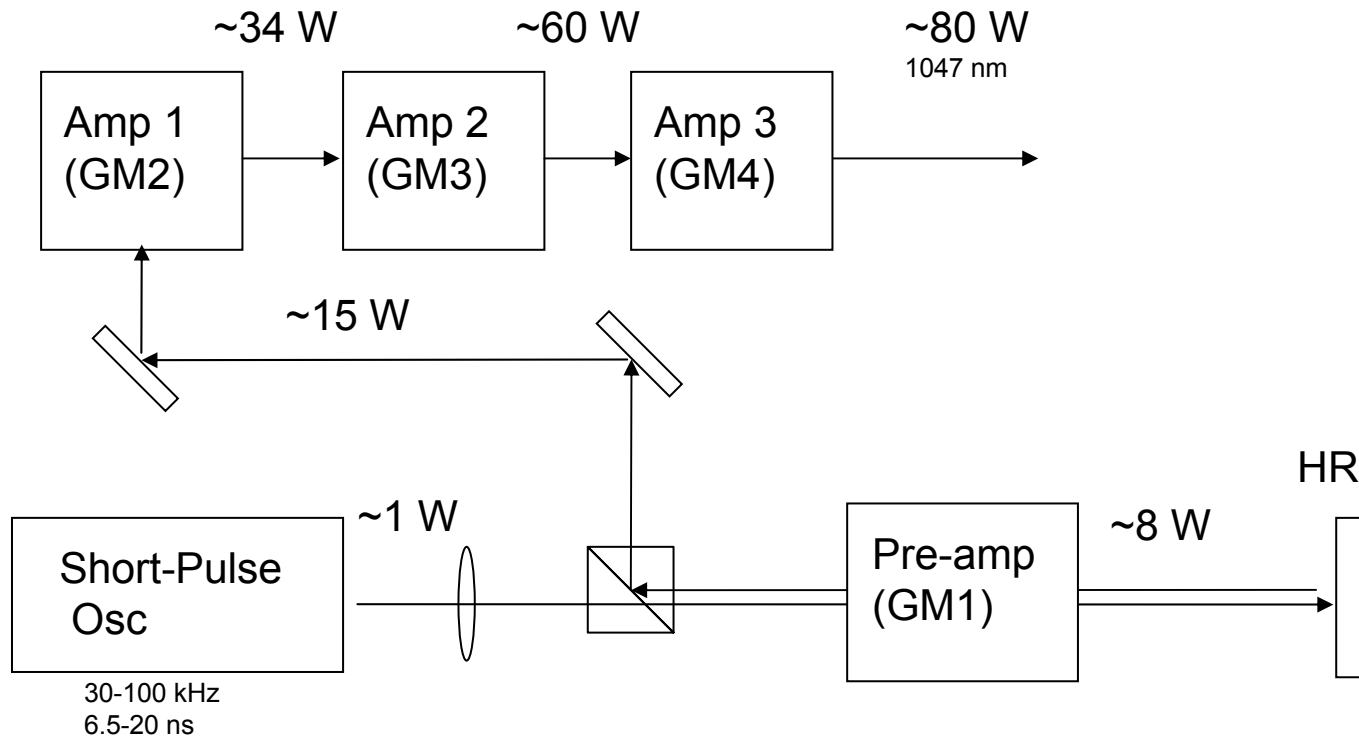 ~34 W
~60 W
~80 W
1047 nm
Amp 1
(GM2)
Amp 2
(GM3)
Amp 3
(GM4)
~15 W
HR
~1 W
~8 W
Short-Pulse
Osc
Pre-amp
(GM1)
30-100 kHz
6.5-20 ns